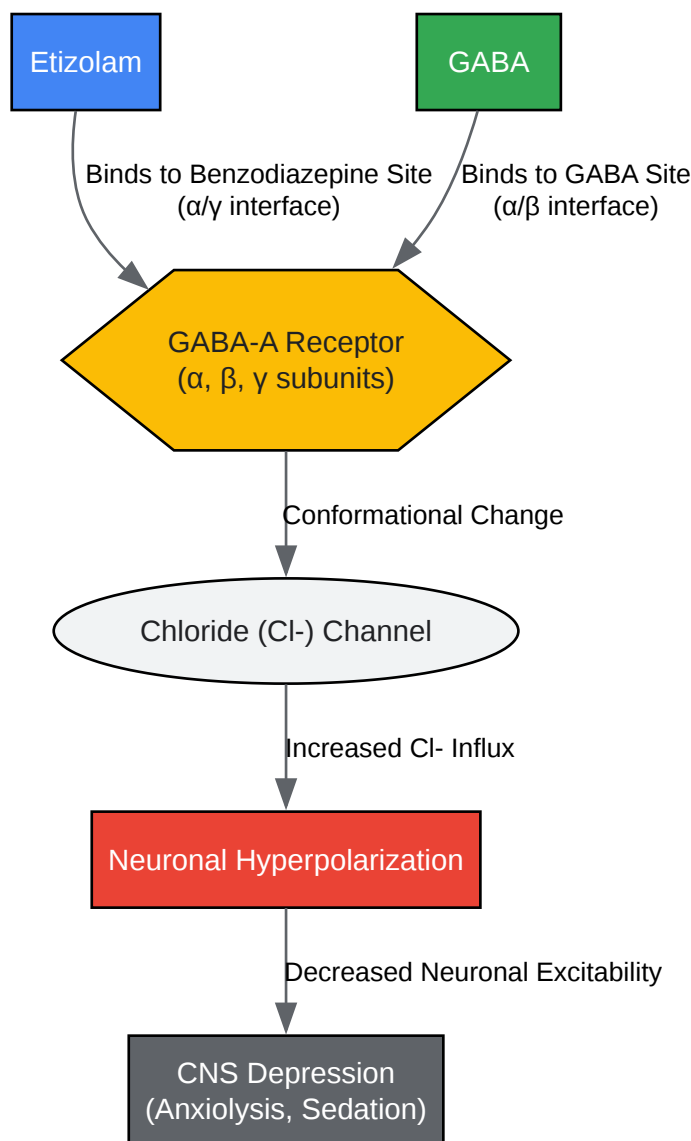 Etizolam
GABA
Binds to Benzodiazepine Site
(α/γ interface)
Binds to GABA Site
(α/β interface)
GABA-A Receptor
(α, β, γ subunits)
Conformational Change
Chloride (Cl-) Channel
Increased Cl- Influx
Neuronal Hyperpolarization
Decreased Neuronal Excitability
CNS Depression
(Anxiolysis, Sedation)